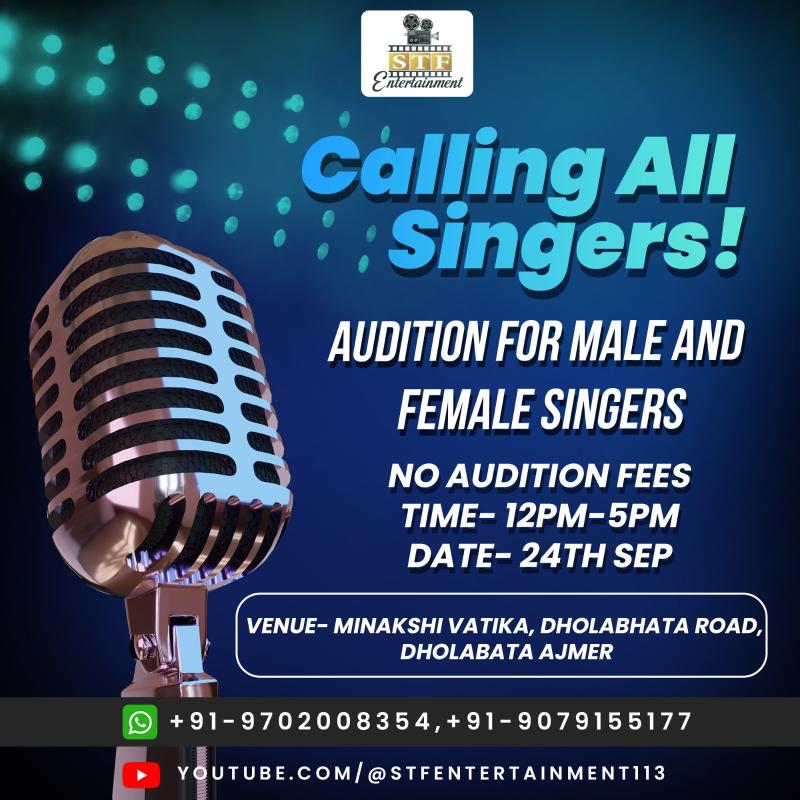 STF
Entertainment
Calling All
Singers!
AUDITION FOR MALE AND
FEMALE SINGERS
NO AUDITION FEES
TIME- 12PM-5PM
DATE- 24TH SEP
VENUE- MINAKSHI VATIKA, DHOLABHATA ROAD,
DHOLABATA AJMER
+91-9702008354,+91-9079155177
YOUTUBE.COM/@STFENTERTAINMENT113